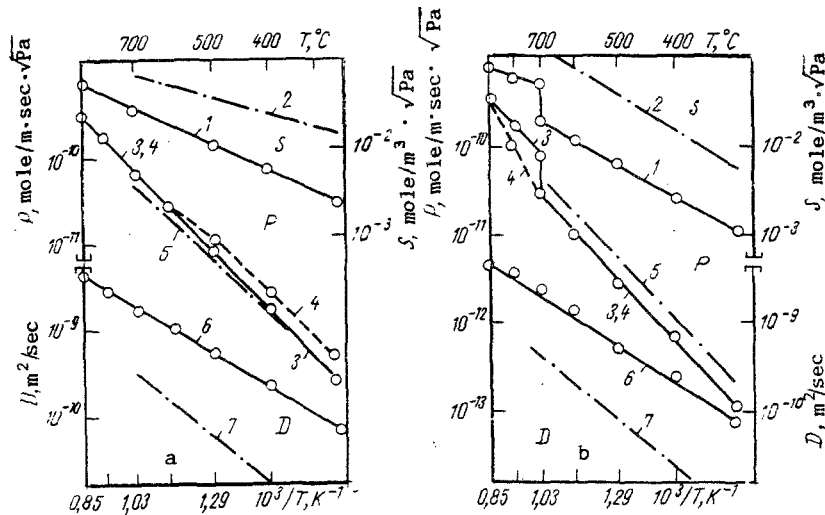 700 500 400 T,°C
700 500 400 T,°C
P, mole/m·sec·√Pa
S, mole/m³·√Pa
P, mole/m·sec·√Pa
S, mole/m³·√Pa
10⁻¹⁰
10⁻¹¹
10⁻⁹
10⁻¹⁰
D, m²/sec
10⁻²
10⁻³
10⁻¹⁰
10⁻¹¹
10⁻¹²
10⁻¹³
10⁻²
10⁻³
10⁻⁹
10⁻¹⁰
D, m²/sec
2
1
S
3,4
P
5
4
3
6
7
D
a
2
S
1
3
4
5
P
3,4
6
7
D
b
0,85 1,03 1,29 10³/T,K⁻¹
0,85 1,03 1,29 10³/T,K⁻¹